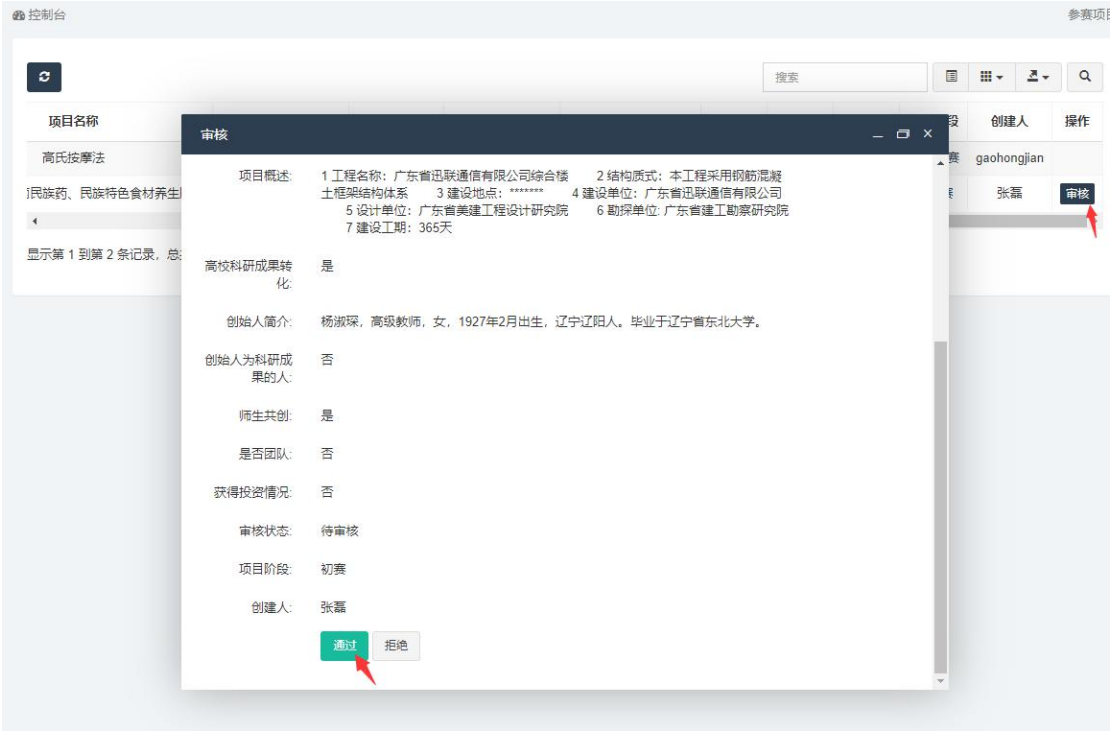 控制台
参赛项目
搜索
项目名称
段
创建人
操作
审核
高氏按摩法
赛
gaohongjian
民族药、民族特色食材养生
张磊
审核
显示第 1 到第 2 条记录，总
项目概述:
1 工程名称：广东省迅联通信有限公司综合楼 2 结构质式：本工程采用钢筋混凝
土框架结构体系 3 建设地点：******* 4 建设单位：广东省迅联通信有限公司
5 设计单位：广东省美建工程设计研究院 6 勘探单位: 广东省建工勘察研究院
7 建设工期：365天
高校科研成果转
化:
是
创始人简介:
杨淑琛，高级教师，女，1927年2月出生，辽宁辽阳人。毕业于辽宁省东北大学。
创始人为科研成
果的人:
否
师生共创:
是
是否团队:
否
获得投资情况:
否
审核状态:
待审核
项目阶段:
初赛
创建人:
张磊
通过
拒绝